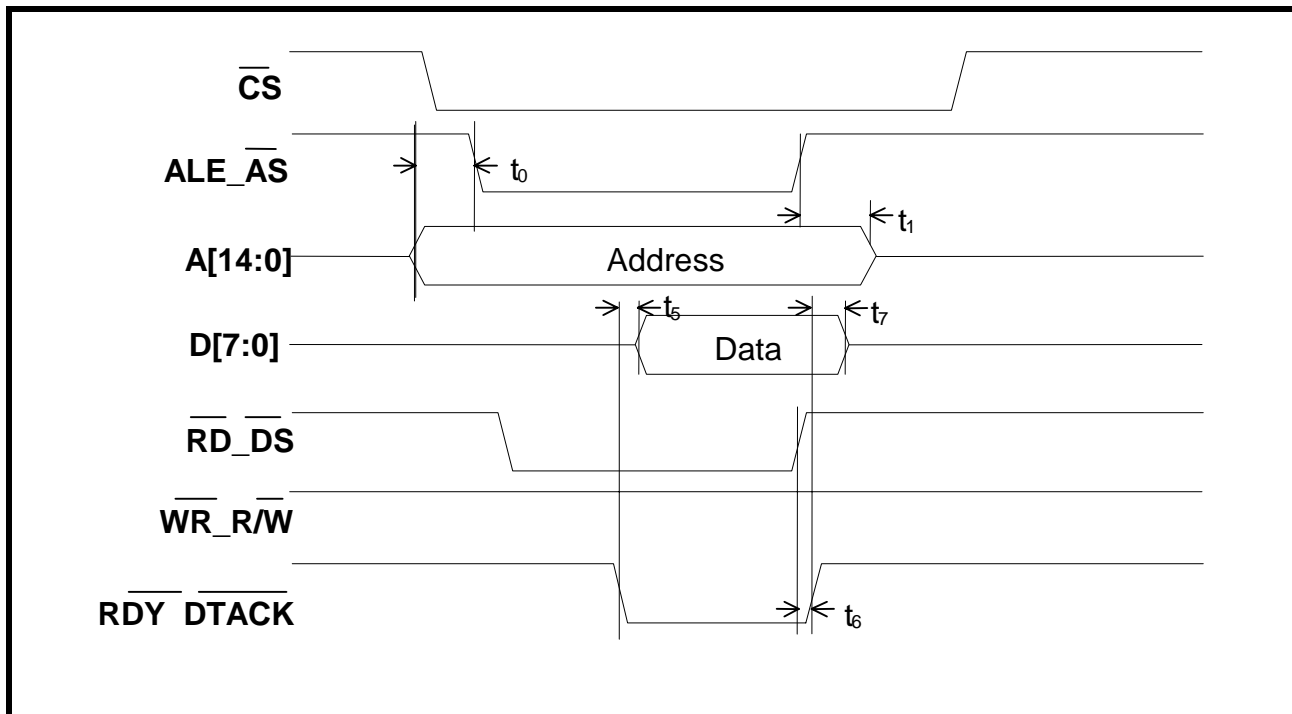 CS
ALE_AS
t0
t1
A[14:0]
Address
t5
t7
D[7:0]
Data
RD_DS
WR_R/W
RDY DTACK
t6